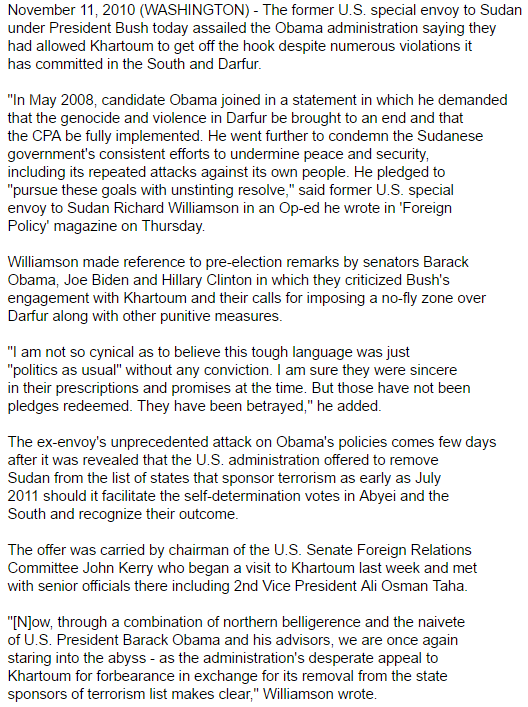 November 11, 2010 (WASHINGTON) - The former U.S. special envoy to Sudan
under President Bush today assailed the Obama administration saying they
had allowed Khartoum to get off the hook despite numerous violations it
has committed in the South and Darfur.
"In May 2008, candidate Obama joined in a statement in which he demanded
that the genocide and violence in Darfur be brought to an end and that
the CPA be fully implemented. He went further to condemn the Sudanese
government's consistent efforts to undermine peace and security,
including its repeated attacks against its own people. He pledged to
"pursue these goals with unstinting resolve," said former U.S. special
envoy to Sudan Richard Williamson in an Op-ed he wrote in 'Foreign
Policy' magazine on Thursday.
Williamson made reference to pre-election remarks by senators Barack
Obama, Joe Biden and Hillary Clinton in which they criticized Bush's
engagement with Khartoum and their calls for imposing a no-fly zone over
Darfur along with other punitive measures.
"I am not so cynical as to believe this tough language was just
"politics as usual" without any conviction. I am sure they were sincere
in their prescriptions and promises at the time. But those have not been
pledges redeemed. They have been betrayed," he added.
The ex-envoy's unprecedented attack on Obama's policies comes few days
after it was revealed that the U.S. administration offered to remove
Sudan from the list of states that sponsor terrorism as early as July
2011 should it facilitate the self-determination votes in Abyei and the
South and recognize their outcome.
The offer was carried by chairman of the U.S. Senate Foreign Relations
Committee John Kerry who began a visit to Khartoum last week and met
with senior officials there including 2nd Vice President Ali Osman Taha.
"[N]ow, through a combination of northern belligerence and the naivete
of U.S. President Barack Obama and his advisors, we are once again
staring into the abyss - as the administration's desperate appeal to
Khartoum for forbearance in exchange for its removal from the state
sponsors of terrorism list makes clear," Williamson wrote.